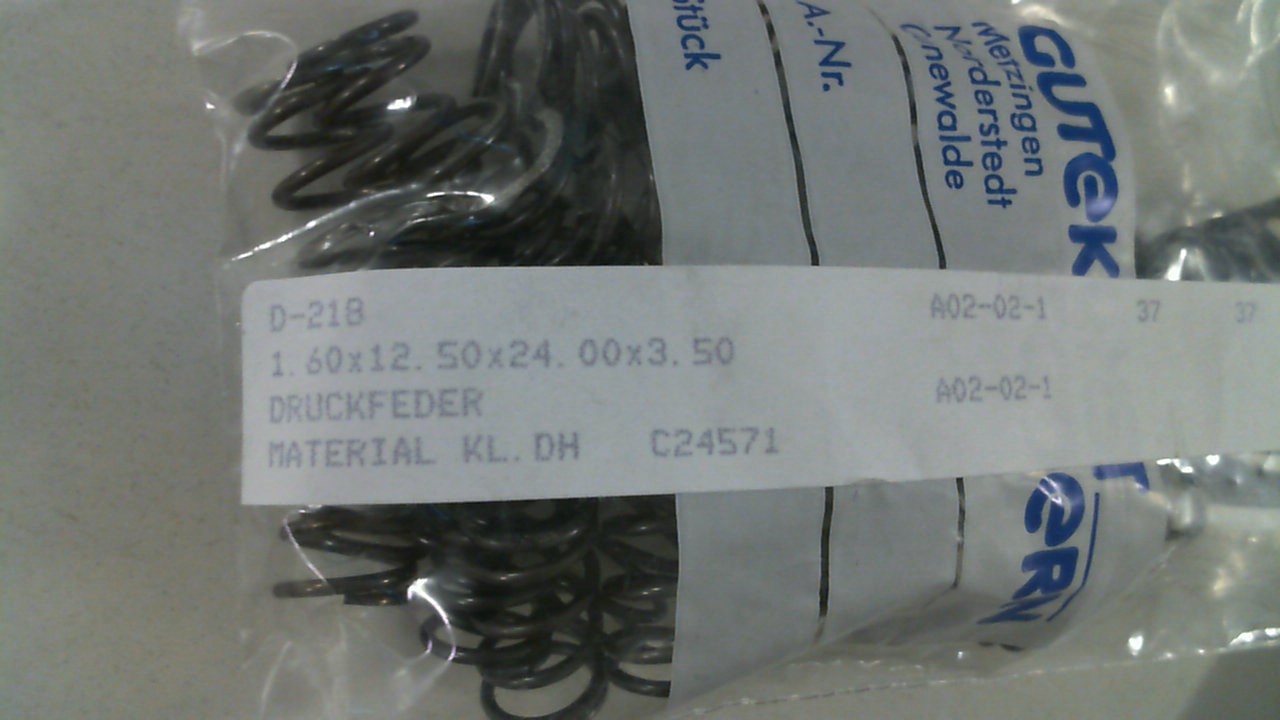 D-218
1.60x12.50x24.00x3.50
DRUCKFEDER
MATERIAL KL.DH C24571
A02-02-1 37 37
A02-02-1
GUTEK
Metzingen
Norderstedt
A.-Nr.
Stück